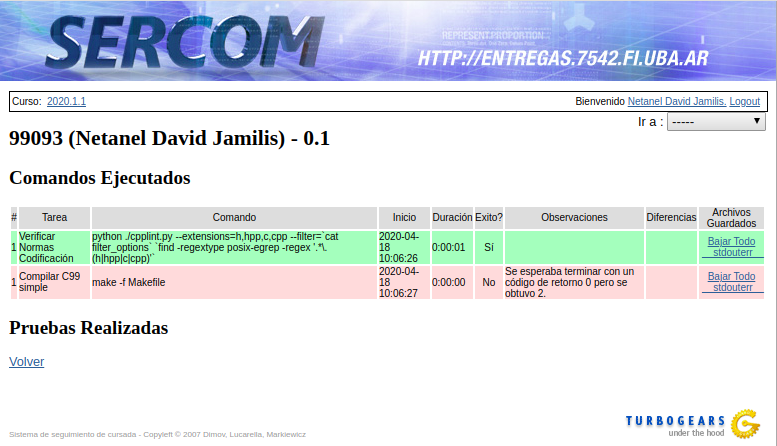 SERCOM
REPRESENT.PROPORTION
HTTP://ENTREGAS.7542.FI.UBA.AR
Curso: 2020.1.1
Bienvenido Netanel David Jamilis. Logout
Ir a : -----
99093 (Netanel David Jamilis) - 0.1
Comandos Ejecutados
# Tarea Comando Inicio Duración Exito? Observaciones Diferencias Archivos
Guardados
1 Verificar
Normas
Codificación
python ./cpplint.py --extensions=h,hpp,c,cpp --filter=`cat
filter_options` `find -regextype posix-egrep -regex '.*\.
(h|hpp|c|cpp)'`
2020-04-
18
10:06:26
0:00:01
Sí
Bajar Todo
stdouterr
1 Compilar C99
simple
make -f Makefile
2020-04-
18
10:06:27
0:00:00
No
Se esperaba terminar con un
código de retorno 0 pero se
obtuvo 2.
Bajar Todo
stdouterr
Pruebas Realizadas
Volver
Sistema de seguimiento de cursada - Copyleft © 2007 Dimov, Lucarella, Markiewicz
TURBOGEARS
under the hood